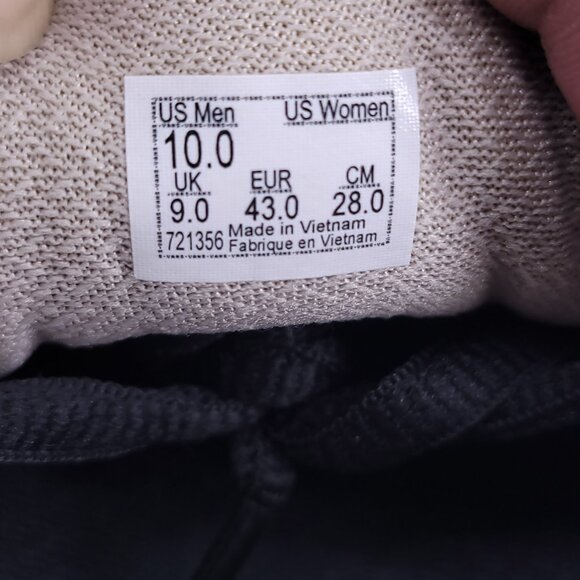 US Men US Women
10.0
UK EUR CM
9.0 43.0 28.0
721356 Made in Vietnam
Fabrique en Vietnam